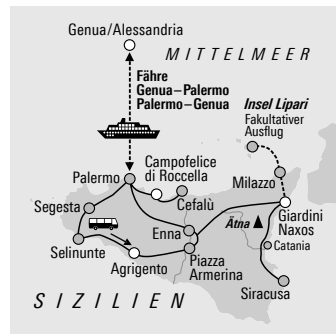 Genua/Alessandria
MITTELMEER
Fähre
Genua–Palermo
Palermo–Genua
Insel Lipari
Fakultativer
Ausflug
Campofelice
di Roccella
Palermo
Milazzo
Cefalù
Segesta
Giardini
Naxos
Ätna
Enna
Catania
Selinunte
Piazza
Armerina
Agrigento
Siracusa
SIZILIEN